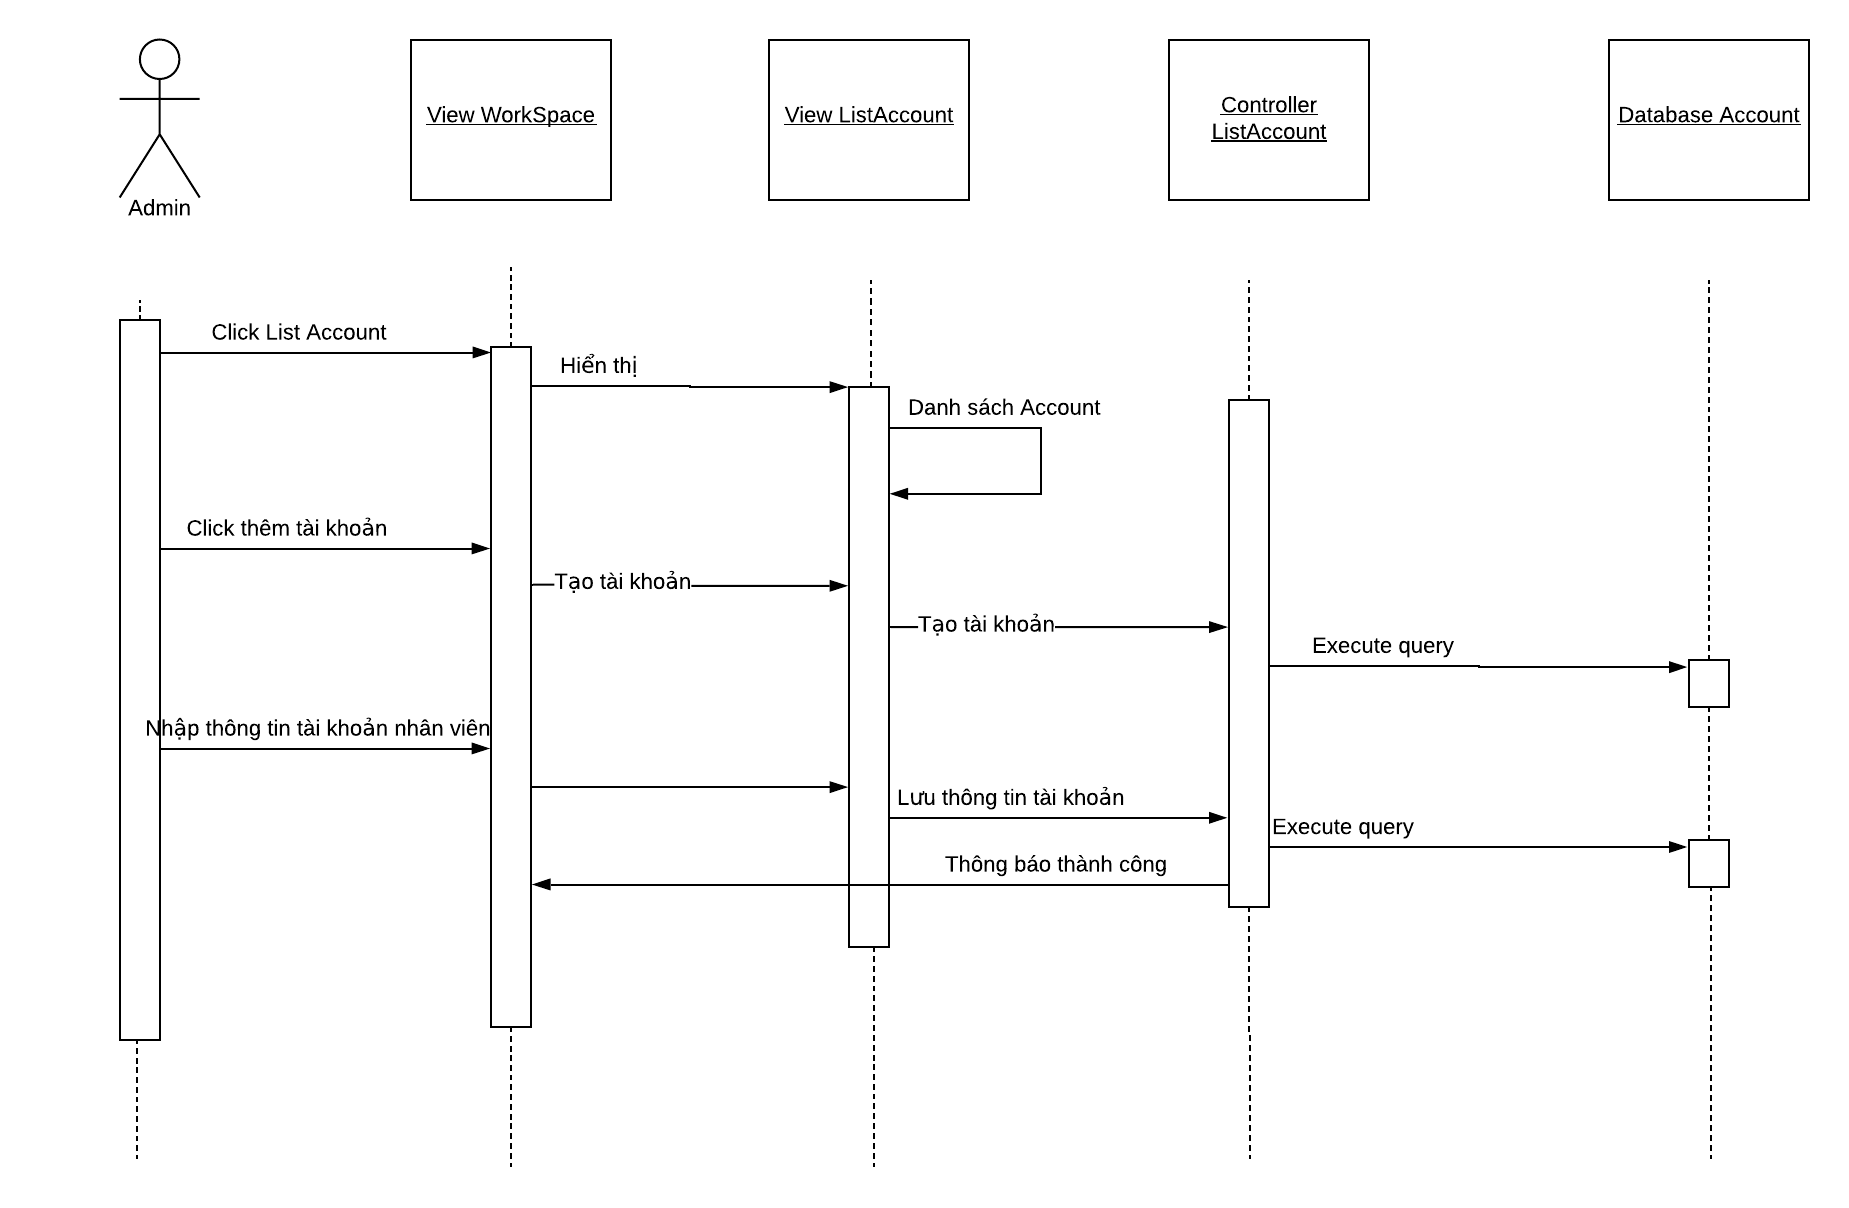 Admin
View WorkSpace
View ListAccount
Controller
ListAccount
Database Account
Click List Account
Hiển thị
Danh sách Account
Click thêm tài khoản
Tạo tài khoản
Tạo tài khoản
Execute query
Nhập thông tin tài khoản nhân viên
Lưu thông tin tài khoản
Execute query
Thông báo thành công